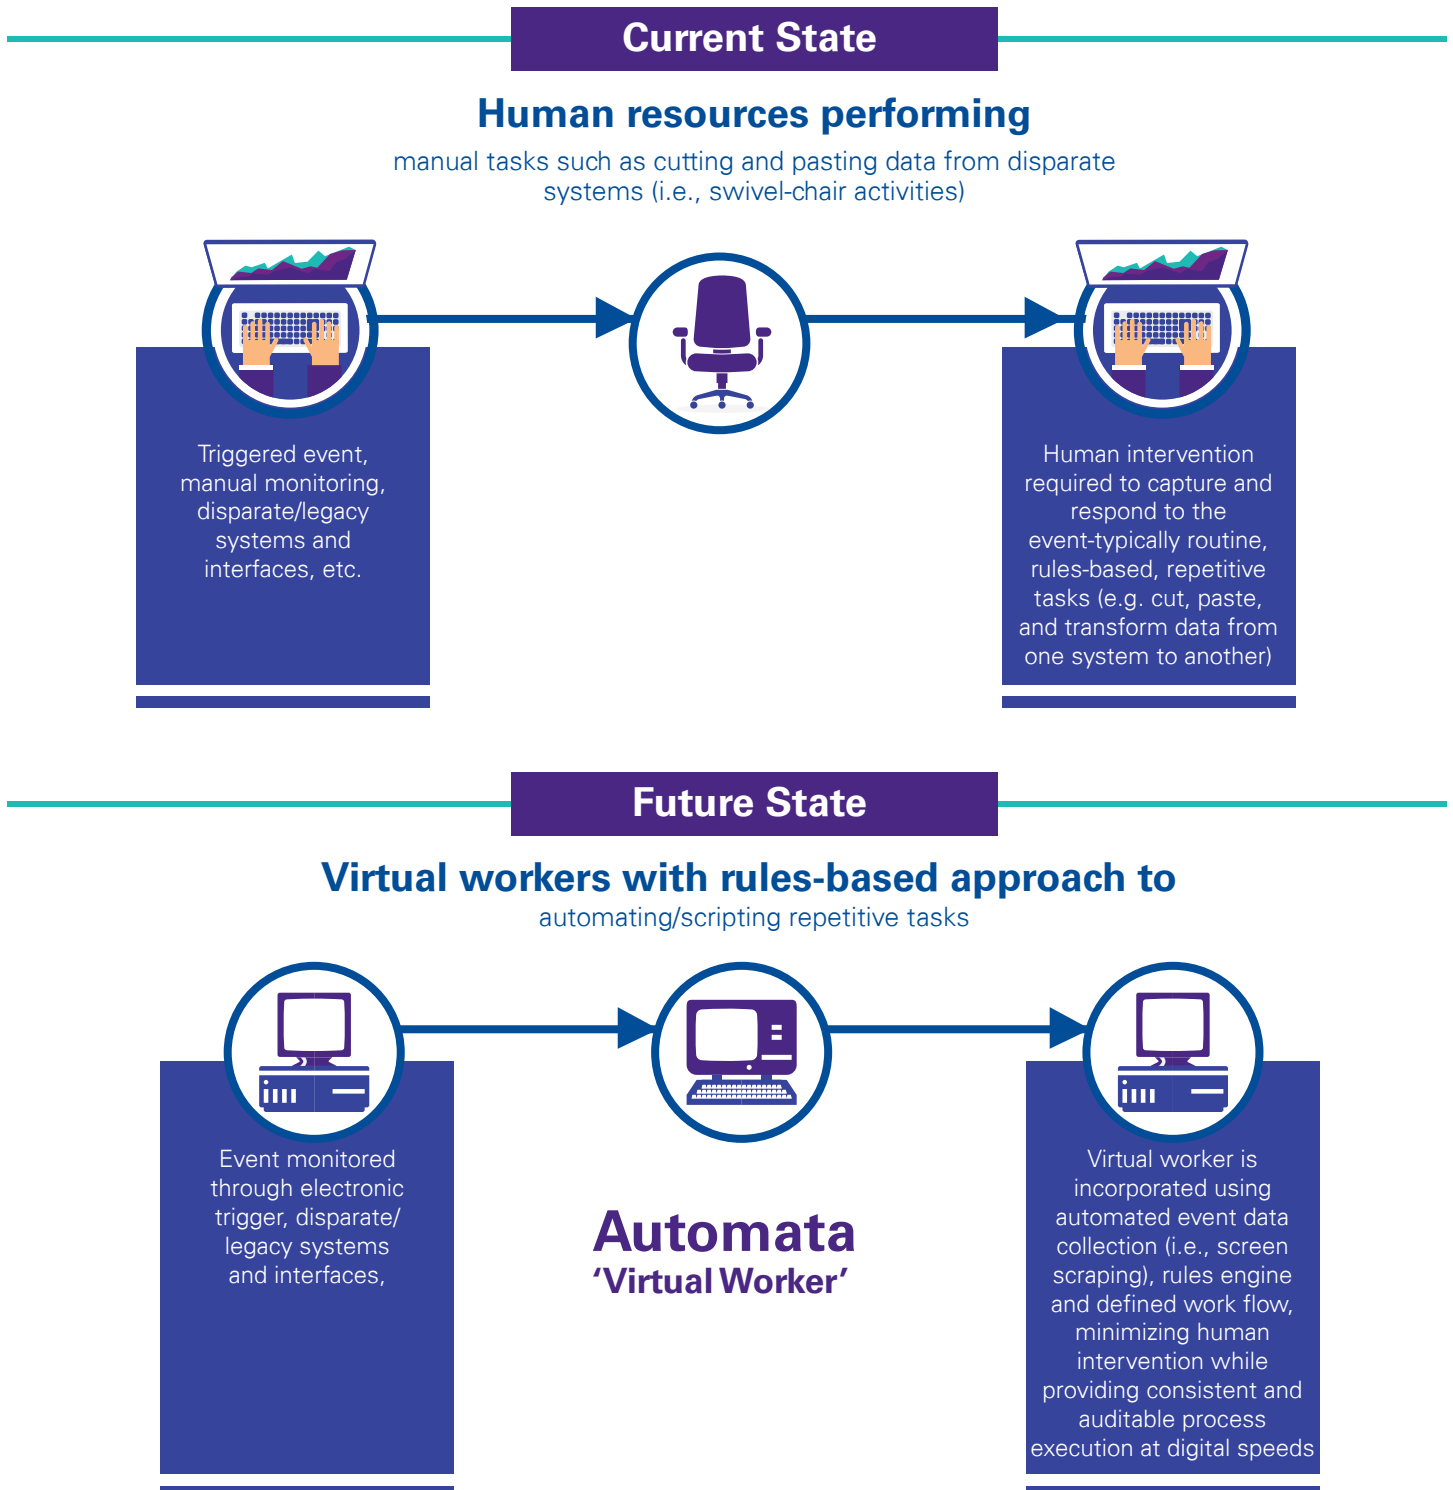 Current State
Human resources performing
manual tasks such as cutting and pasting data from disparate
systems (i.e., swivel-chair activities)
Triggered event,
manual monitoring,
disparate/legacy
systems and
interfaces, etc.
Human intervention
required to capture and
respond to the
event-typically routine,
rules-based, repetitive
tasks (e.g. cut, paste,
and transform data from
one system to another)
Future State
Virtual workers with rules-based approach to
automating/scripting repetitive tasks
Event monitored
through electronic
trigger, disparate/
legacy systems
and interfaces,
Automata
‘Virtual Worker’
Virtual worker is
incorporated using
automated event data
collection (i.e., screen
scraping), rules engine
and defined work flow,
minimizing human
intervention while
providing consistent and
auditable process
execution at digital speeds